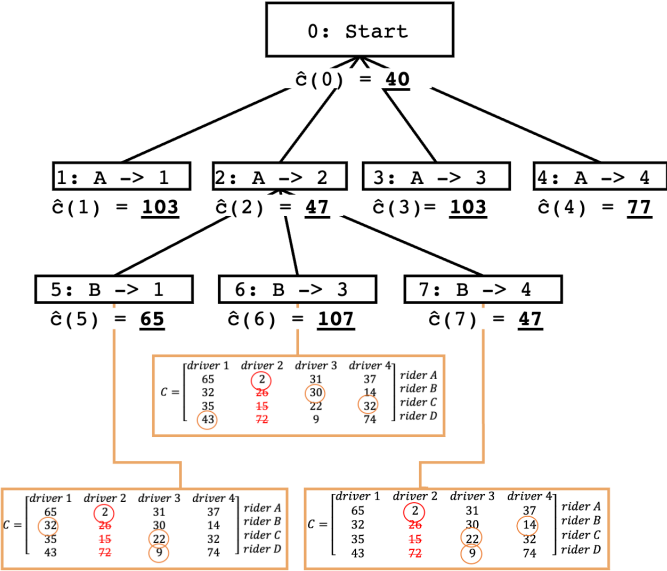 0: Start
ĉ(0) = 40
1: A -> 1
2: A -> 2
3: A -> 3
4: A -> 4
ĉ(1) = 103
ĉ(2) = 47
ĉ(3)= 103
ĉ(4) = 77
5: B -> 1
6: B -> 3
7: B -> 4
ĉ(5) = 65
ĉ(6) = 107
ĉ(7) = 47
driver 1 driver 2 driver 3 driver 4
65 2 31 37 rider A
32 26 30 14 rider B
C = 35 15 22 32 rider C
43 72 9 74 rider D
driver 1 driver 2 driver 3 driver 4
65 2 31 37 rider A
C = 32 26 30 14 rider B
35 15 22 32 rider C
43 72 9 74 rider D
driver 1 driver 2 driver 3 driver 4
65 2 31 37 rider A
C = 32 26 30 14 rider B
35 15 22 32 rider C
43 72 9 74 rider D